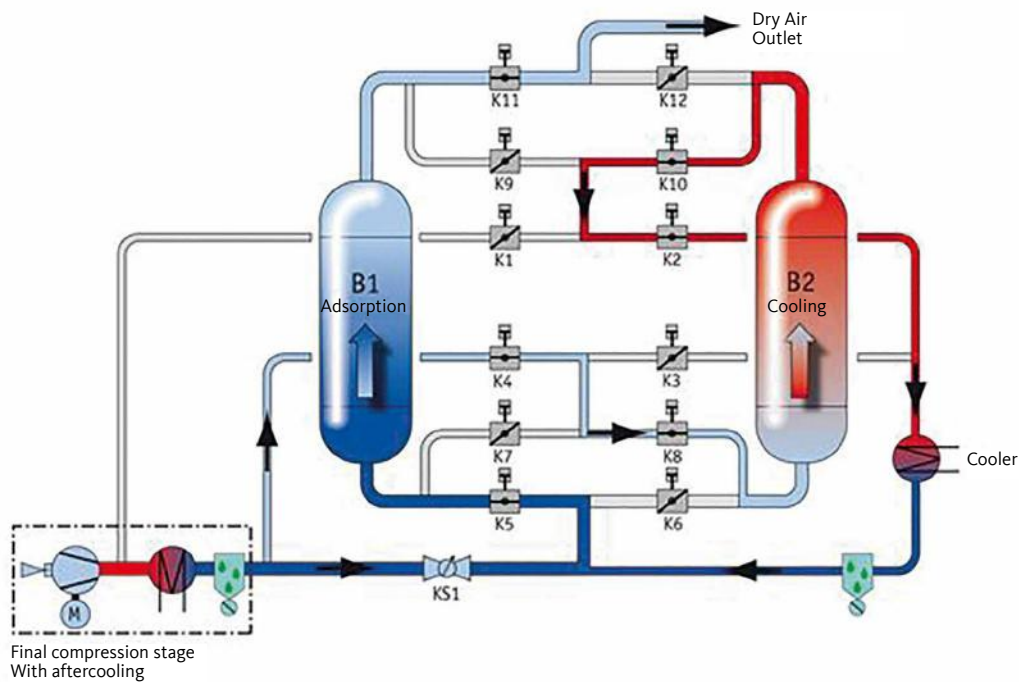 Dry Air
Outlet
K11
K12
K9
K10
K1
K2
B1
Adsorption
B2
Cooling
K4
K3
K7
K8
Cooler
K5
K6
KS1
M
Final compression stage
With aftercooling